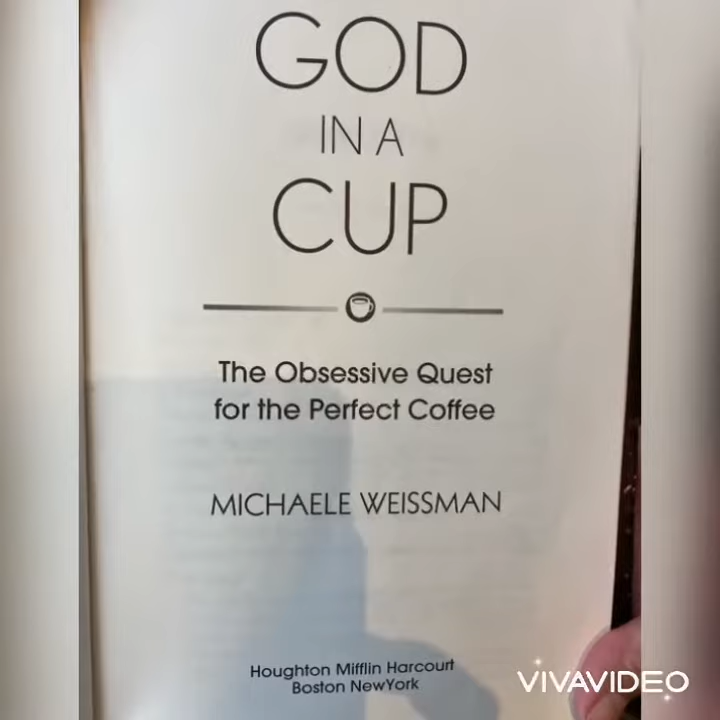 GOD
IN A
CUP
The Obsessive Quest
for the Perfect Coffee
MICHAELE WEISSMAN
Houghton Mifflin Harcourt
Boston NewYork
VIVAVIDEO